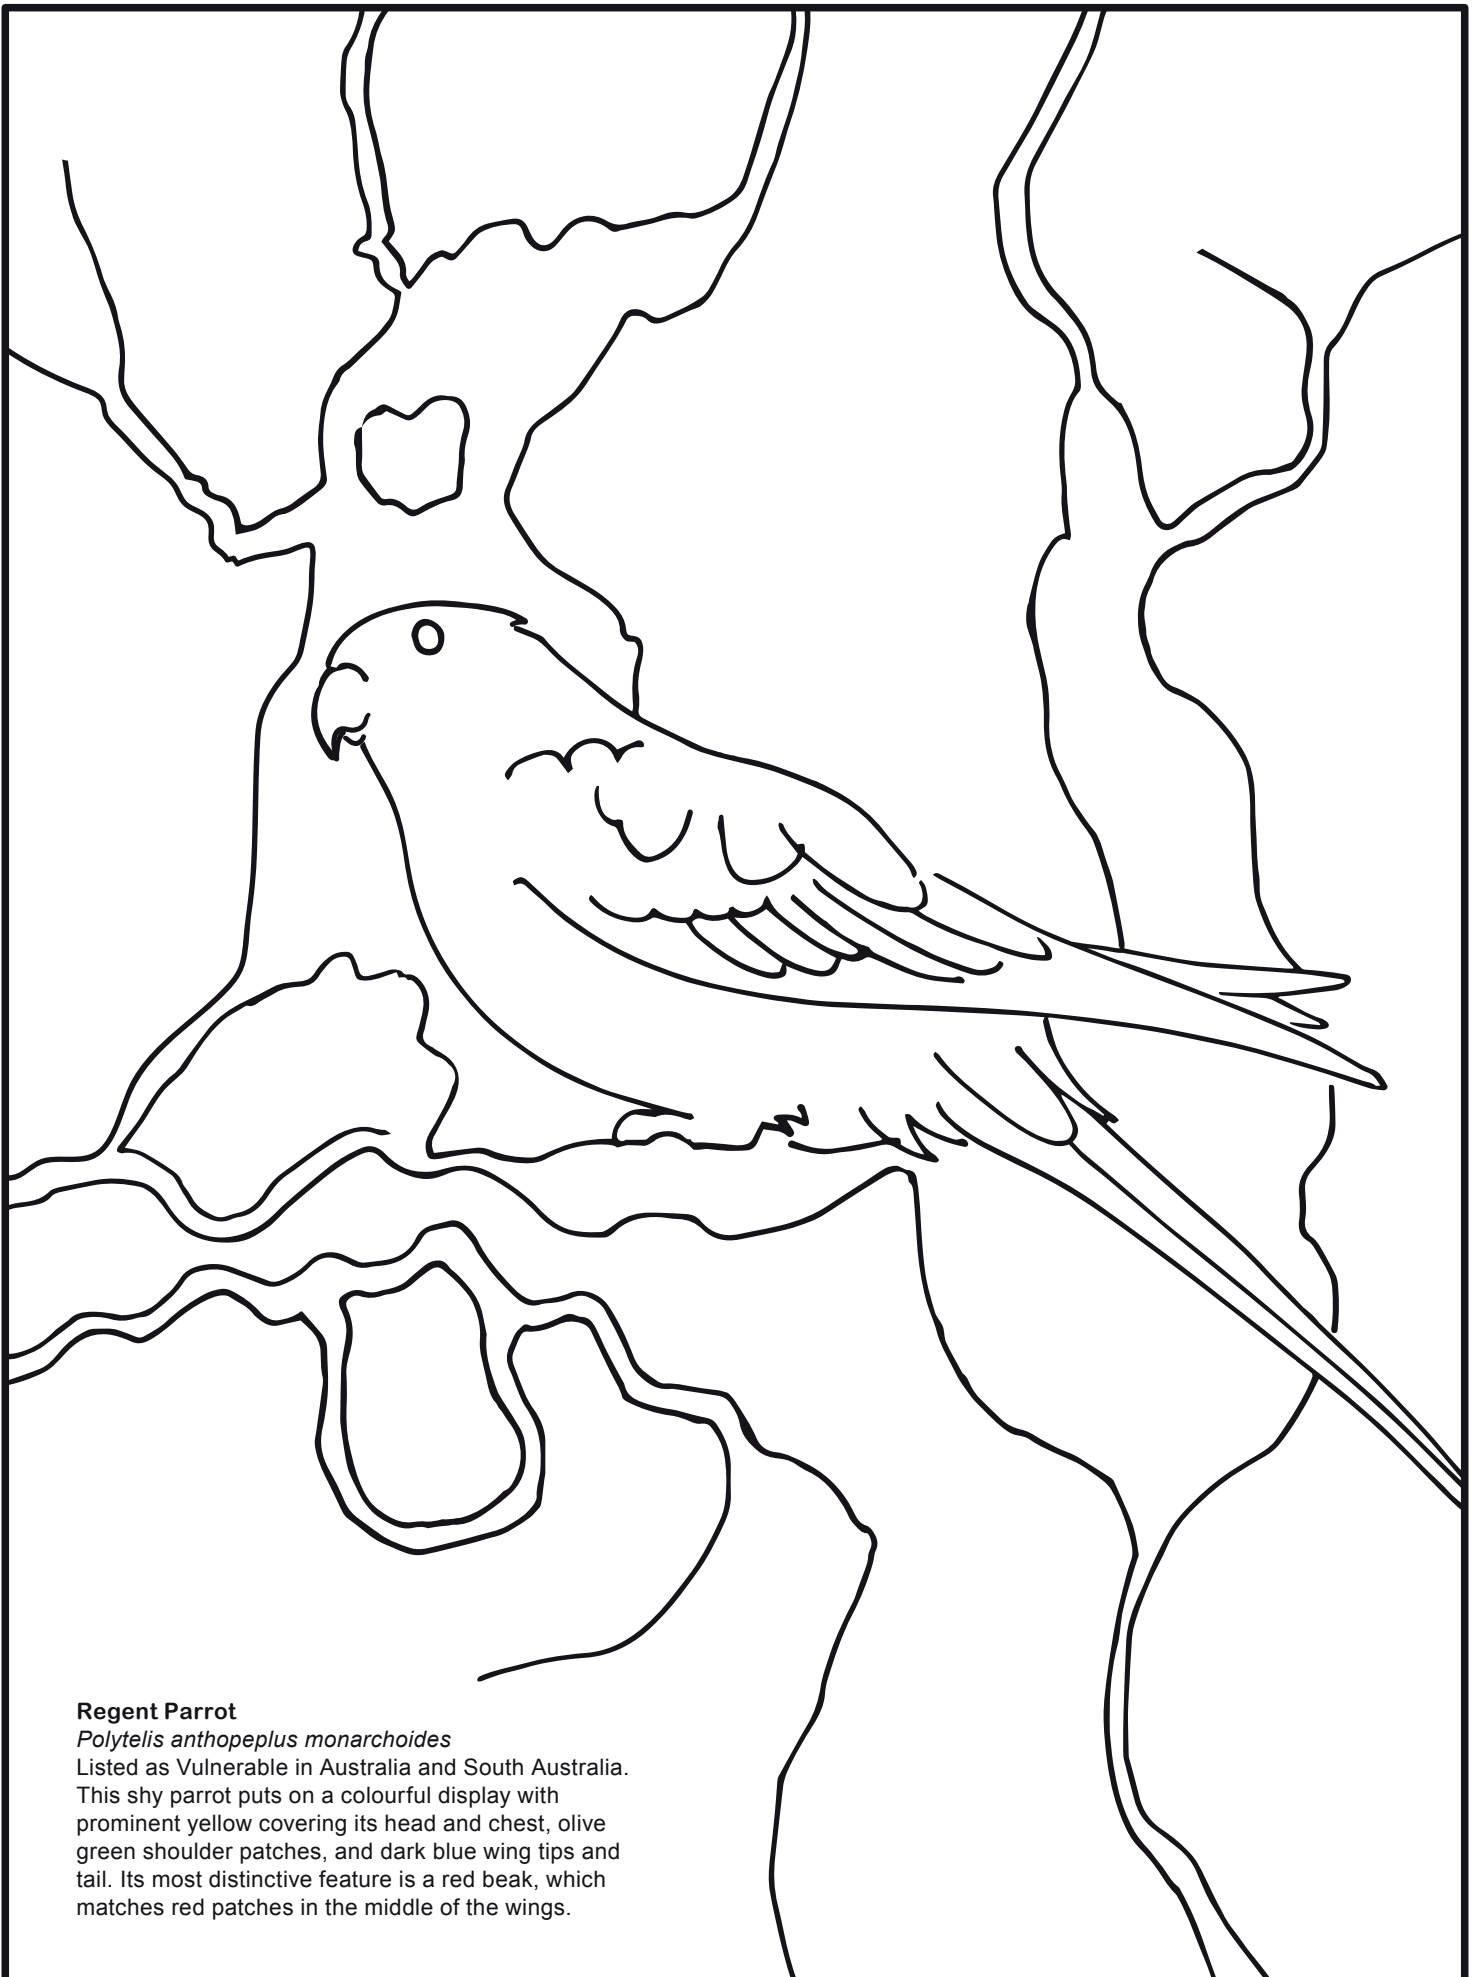 Regent Parrot
Polytelis anthopeplus monarchoides
Listed as Vulnerable in Australia and South Australia.
This shy parrot puts on a colourful display with
prominent yellow covering its head and chest, olive
green shoulder patches, and dark blue wing tips and
tail. Its most distinctive feature is a red beak, which
matches red patches in the middle of the wings.